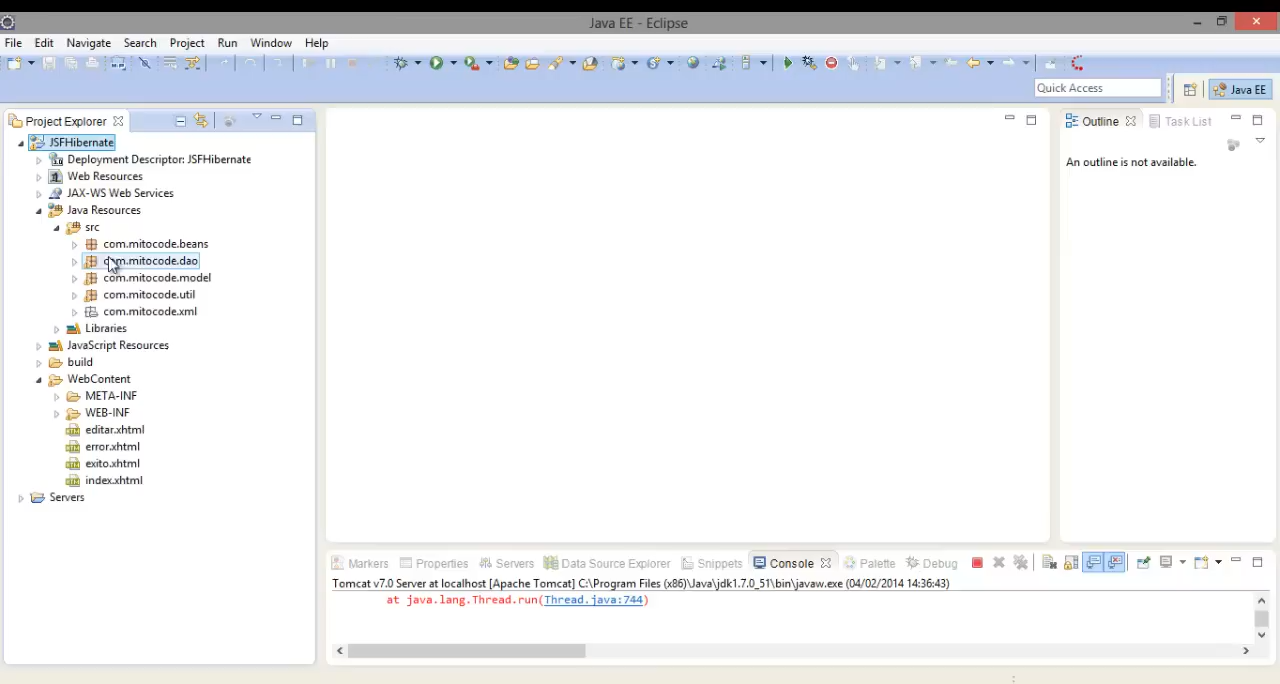 Java EE - Eclipse
File Edit Navigate Search Project Run Window Help
Quick Access
Java EE
Project Explorer
JSFHibernate
Deployment Descriptor: JSFHibernate
Web Resources
JAX-WS Web Services
Java Resources
src
com.mitocode.beans
com.mitocode.dao
com.mitocode.model
com.mitocode.util
com.mitocode.xml
Libraries
JavaScript Resources
build
WebContent
META-INF
WEB-INF
editar.xhtml
error.xhtml
exito.xhtml
index.xhtml
Servers
Outline Task List
An outline is not available.
Markers Properties Servers Data Source Explorer Snippets Console Palette Debug
Tomcat v7.0 Server at localhost [Apache Tomcat] C:\Program Files (x86)\Java\jdk1.7.0_51\bin\javaw.exe (04/02/2014 14:36:43)
at java.lang.Thread.run(Thread.java:744)